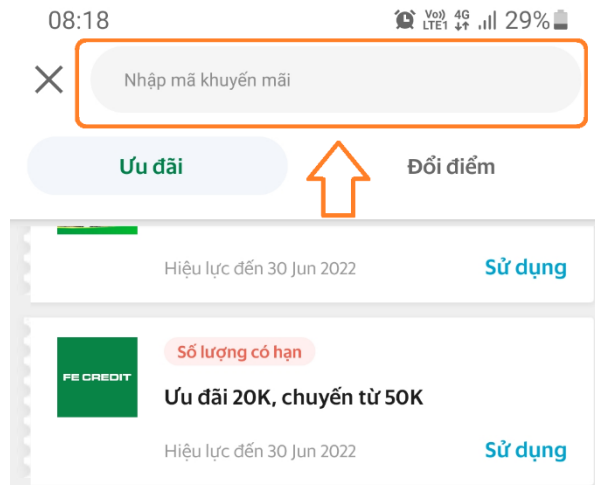 08:18 Vo)) LTE1 4G 29%
Nhập mã khuyến mãi
Ưu đãi Đổi điểm
Hiệu lực đến 30 Jun 2022 Sử dụng
Số lượng có hạn
FE CREDIT
Ưu đãi 20K, chuyến từ 50K
Hiệu lực đến 30 Jun 2022 Sử dụng